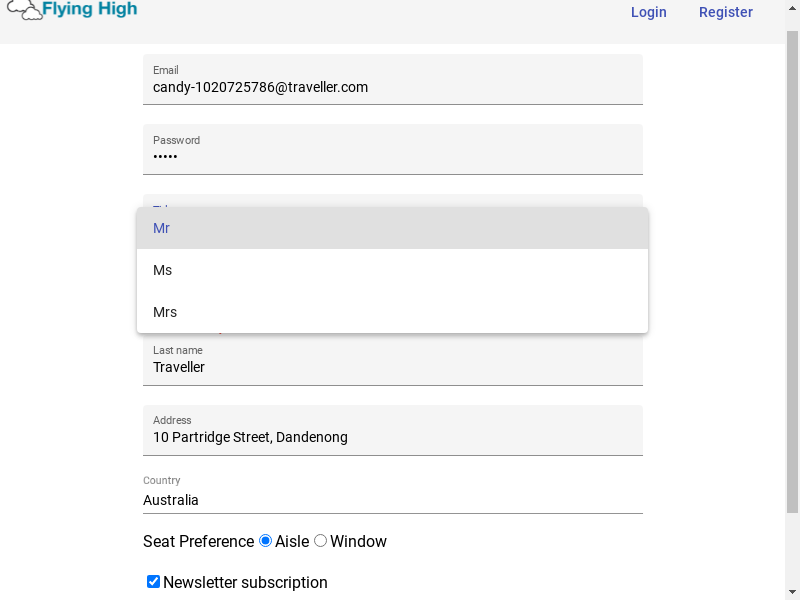 Flying High
Login Register
Email
candy-1020725786@traveller.com
Password
•••••
Mr
Ms
Mrs
Last name
Traveller
Address
10 Partridge Street, Dandenong
Country
Australia
Seat Preference Aisle Window
Newsletter subscription